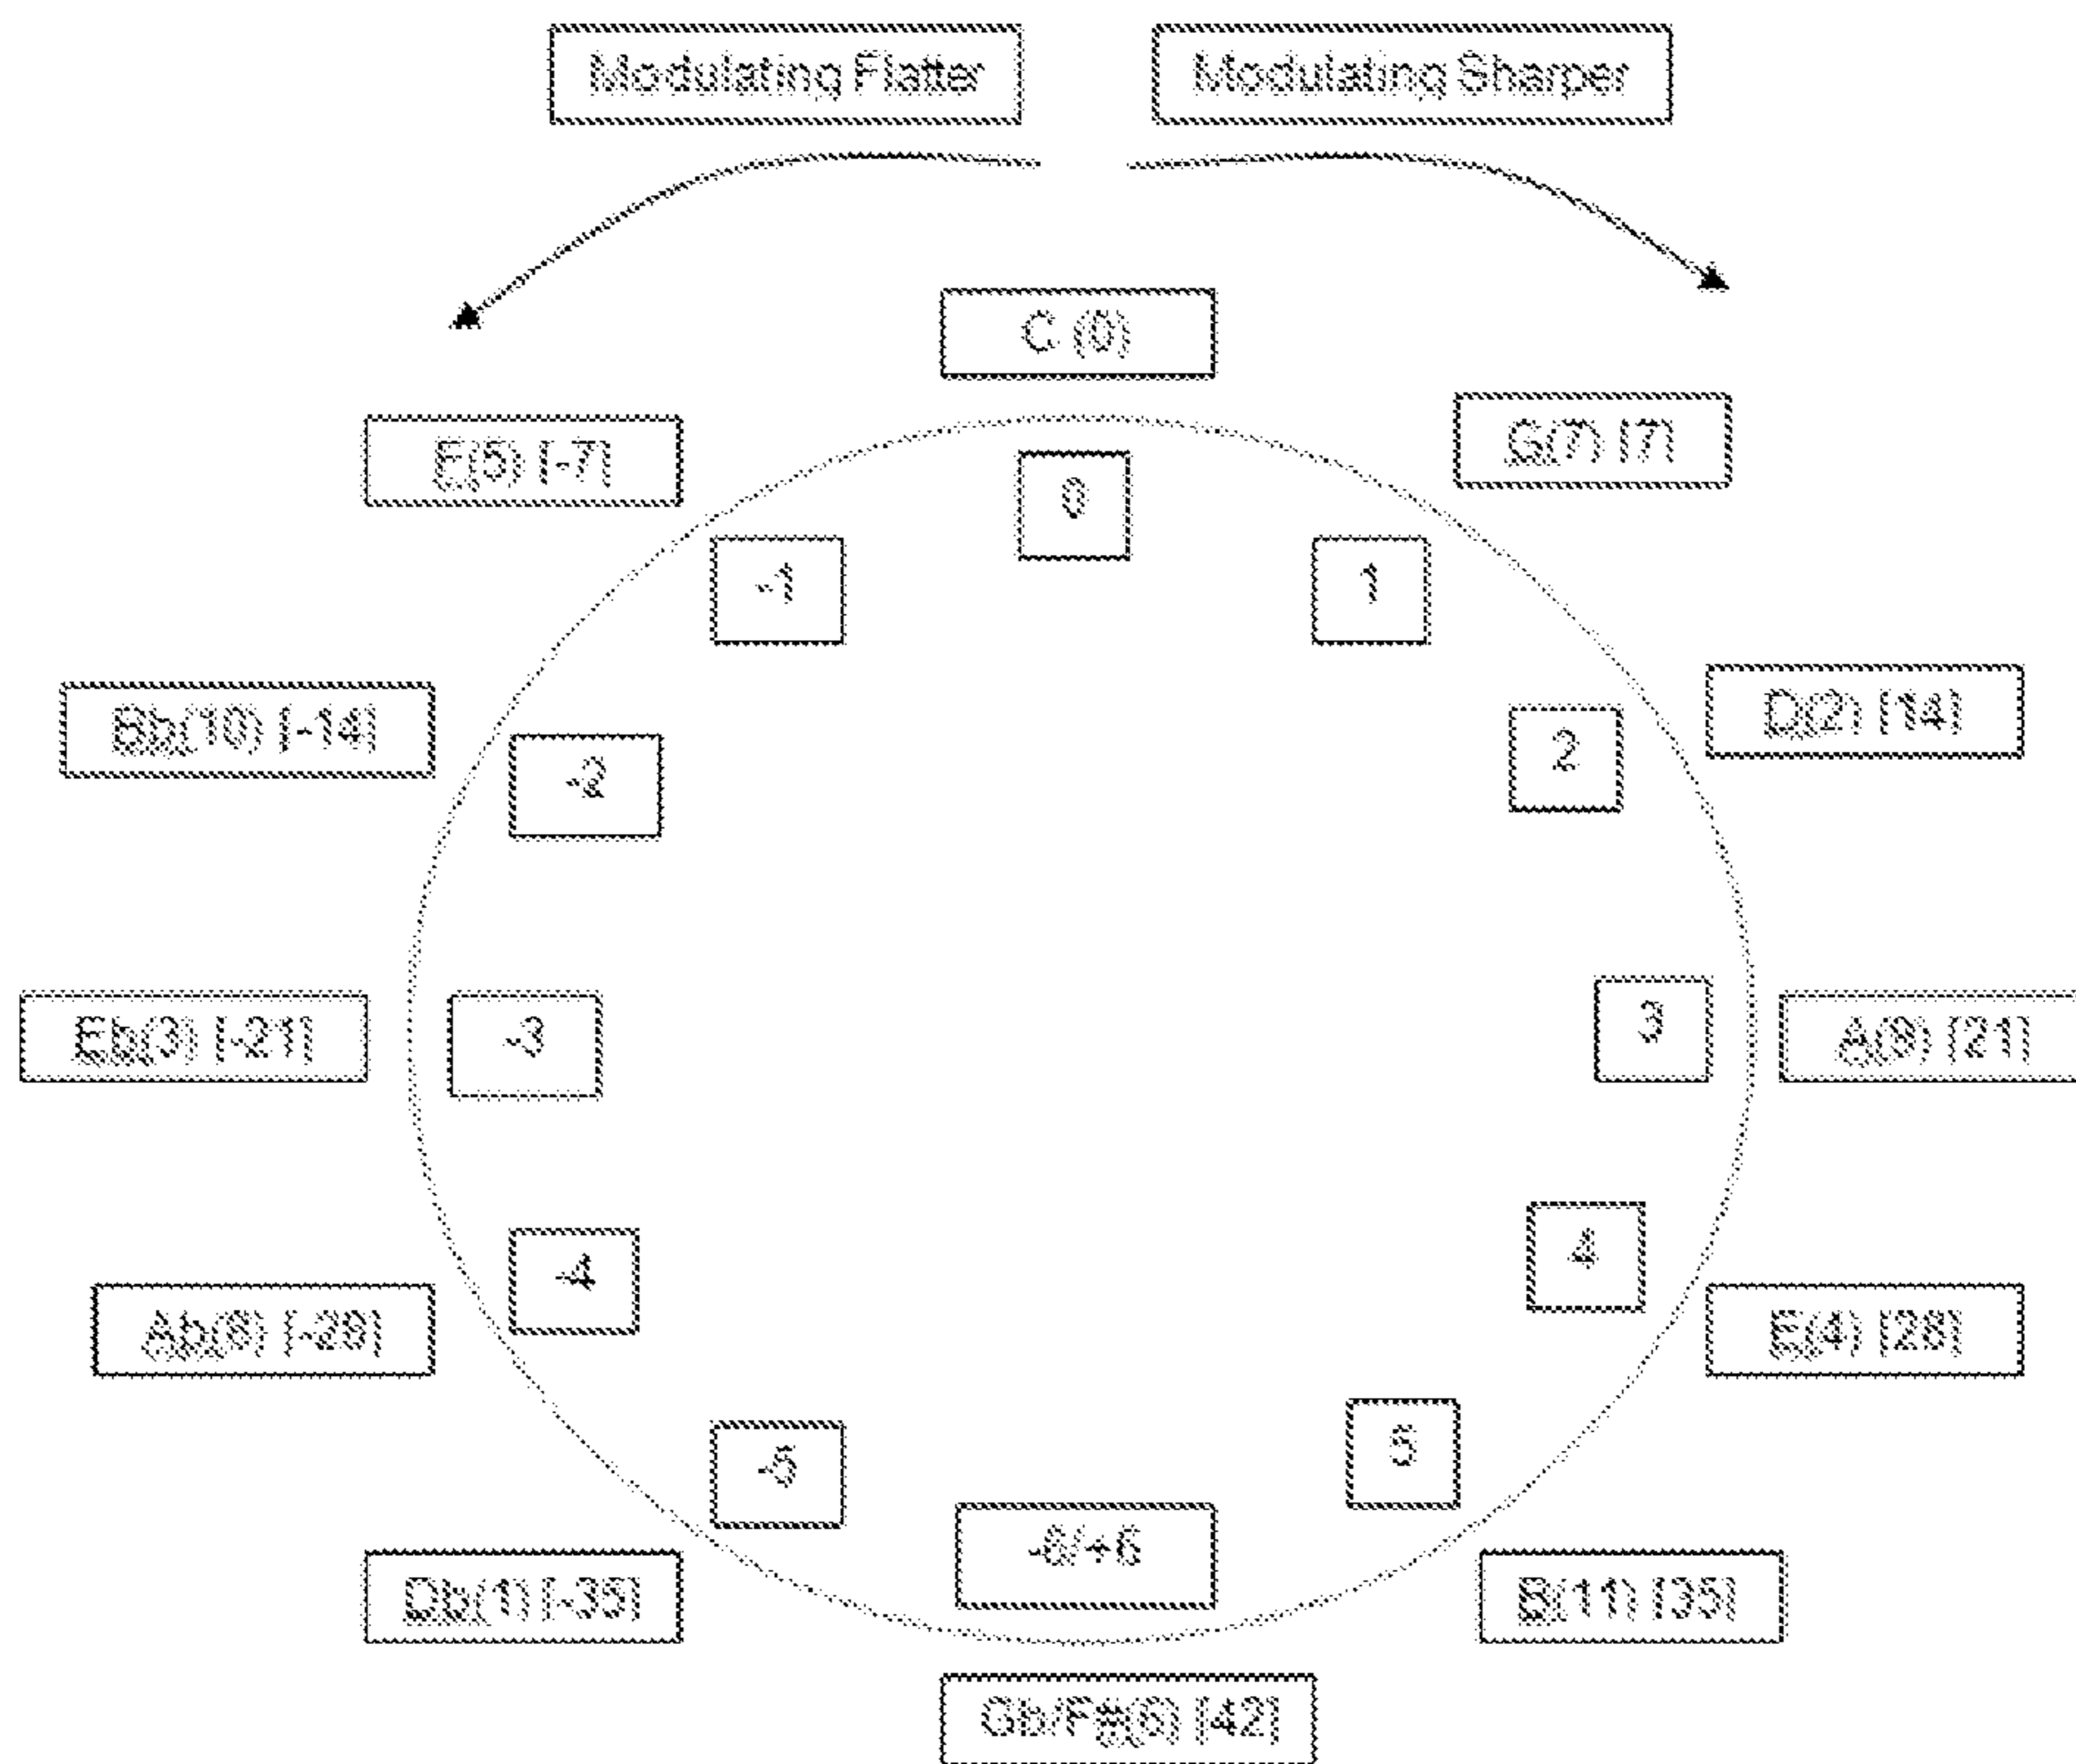 Modulating Flatter
Modulating Sharper
C (0)
F(5) [-7]
G(7) [7]
0
-1
1
Bb(10) [-14]
D(2) [14]
-2
2
Eb(3) [-21]
-3
3
A(9) [21]
-4
4
Ab(8) [-28]
E(4) [28]
-5
5
-6/+6
Db(1) [-35]
B(11) [35]
Gb/F#(6) [42]